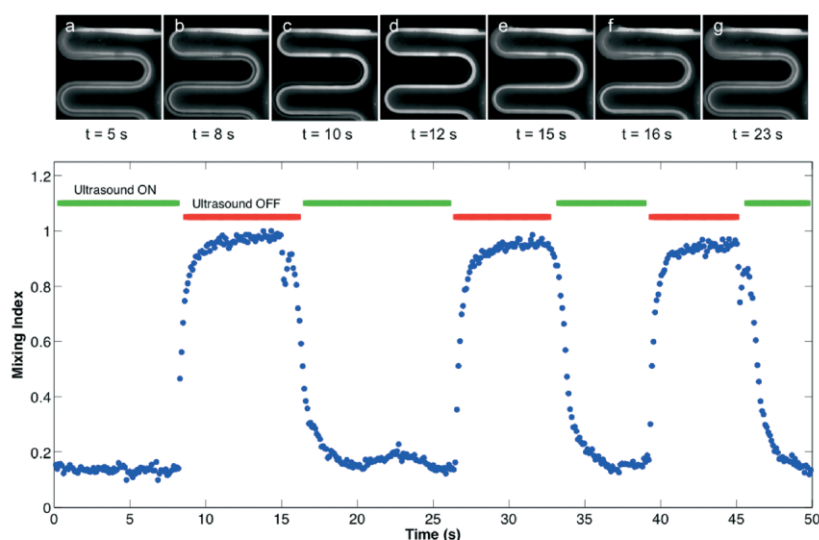 a b c d e f g
t = 5 s t = 8 s t = 10 s t =12 s t = 15 s t = 16 s t = 23 s
1.2
Ultrasound ON
Ultrasound OFF
1
0.8
0.6
0.4
0.2
0
Mixing Index
0 5 10 15 20 25 30 35 40 45 50
Time (s)